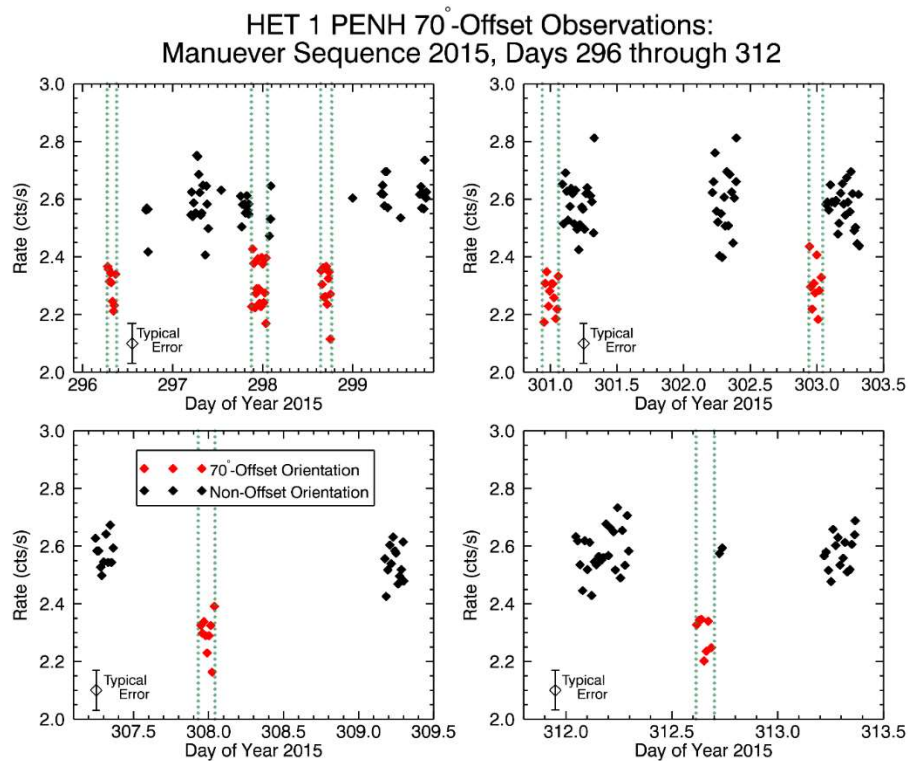 HET 1 PENH 70°-Offset Observations:
Manuever Sequence 2015, Days 296 through 312
3.0
2.8
2.6
2.4
2.2
2.0
Rate (cts/s)
Typical
Error
296 297 298 299
Day of Year 2015
3.0
2.8
2.6
2.4
2.2
2.0
Rate (cts/s)
Typical
Error
301.0 301.5 302.0 302.5 303.0 303.5
Day of Year 2015
3.0
2.8
2.6
2.4
2.2
2.0
Rate (cts/s)
70°-Offset Orientation
Non-Offset Orientation
Typical
Error
307.5 308.0 308.5 309.0 309.5
Day of Year 2015
3.0
2.8
2.6
2.4
2.2
2.0
Rate (cts/s)
Typical
Error
312.0 312.5 313.0 313.5
Day of Year 2015